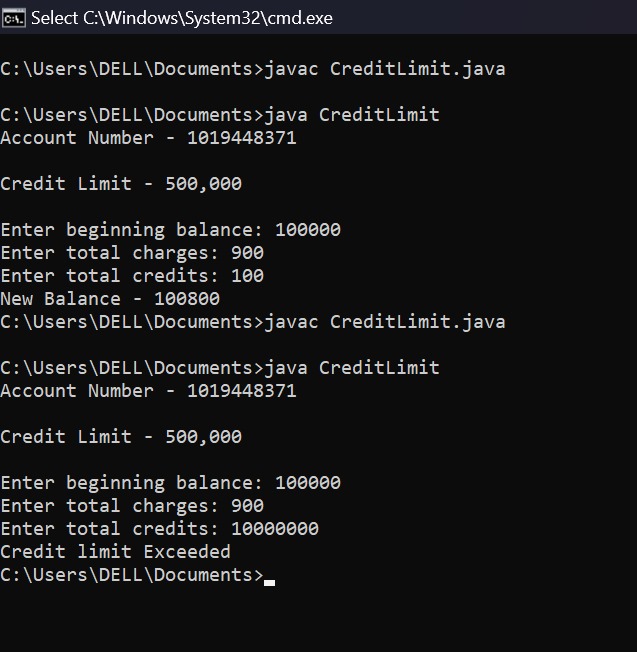 Select C:\Windows\System32\cmd.exe
C:\Users\DELL\Documents>javac CreditLimit.java
C:\Users\DELL\Documents>java CreditLimit
Account Number - 1019448371
Credit Limit - 500,000
Enter beginning balance: 100000
Enter total charges: 900
Enter total credits: 100
New Balance - 100800
C:\Users\DELL\Documents>javac CreditLimit.java
C:\Users\DELL\Documents>java CreditLimit
Account Number - 1019448371
Credit Limit - 500,000
Enter beginning balance: 100000
Enter total charges: 900
Enter total credits: 10000000
Credit limit Exceeded
C:\Users\DELL\Documents>